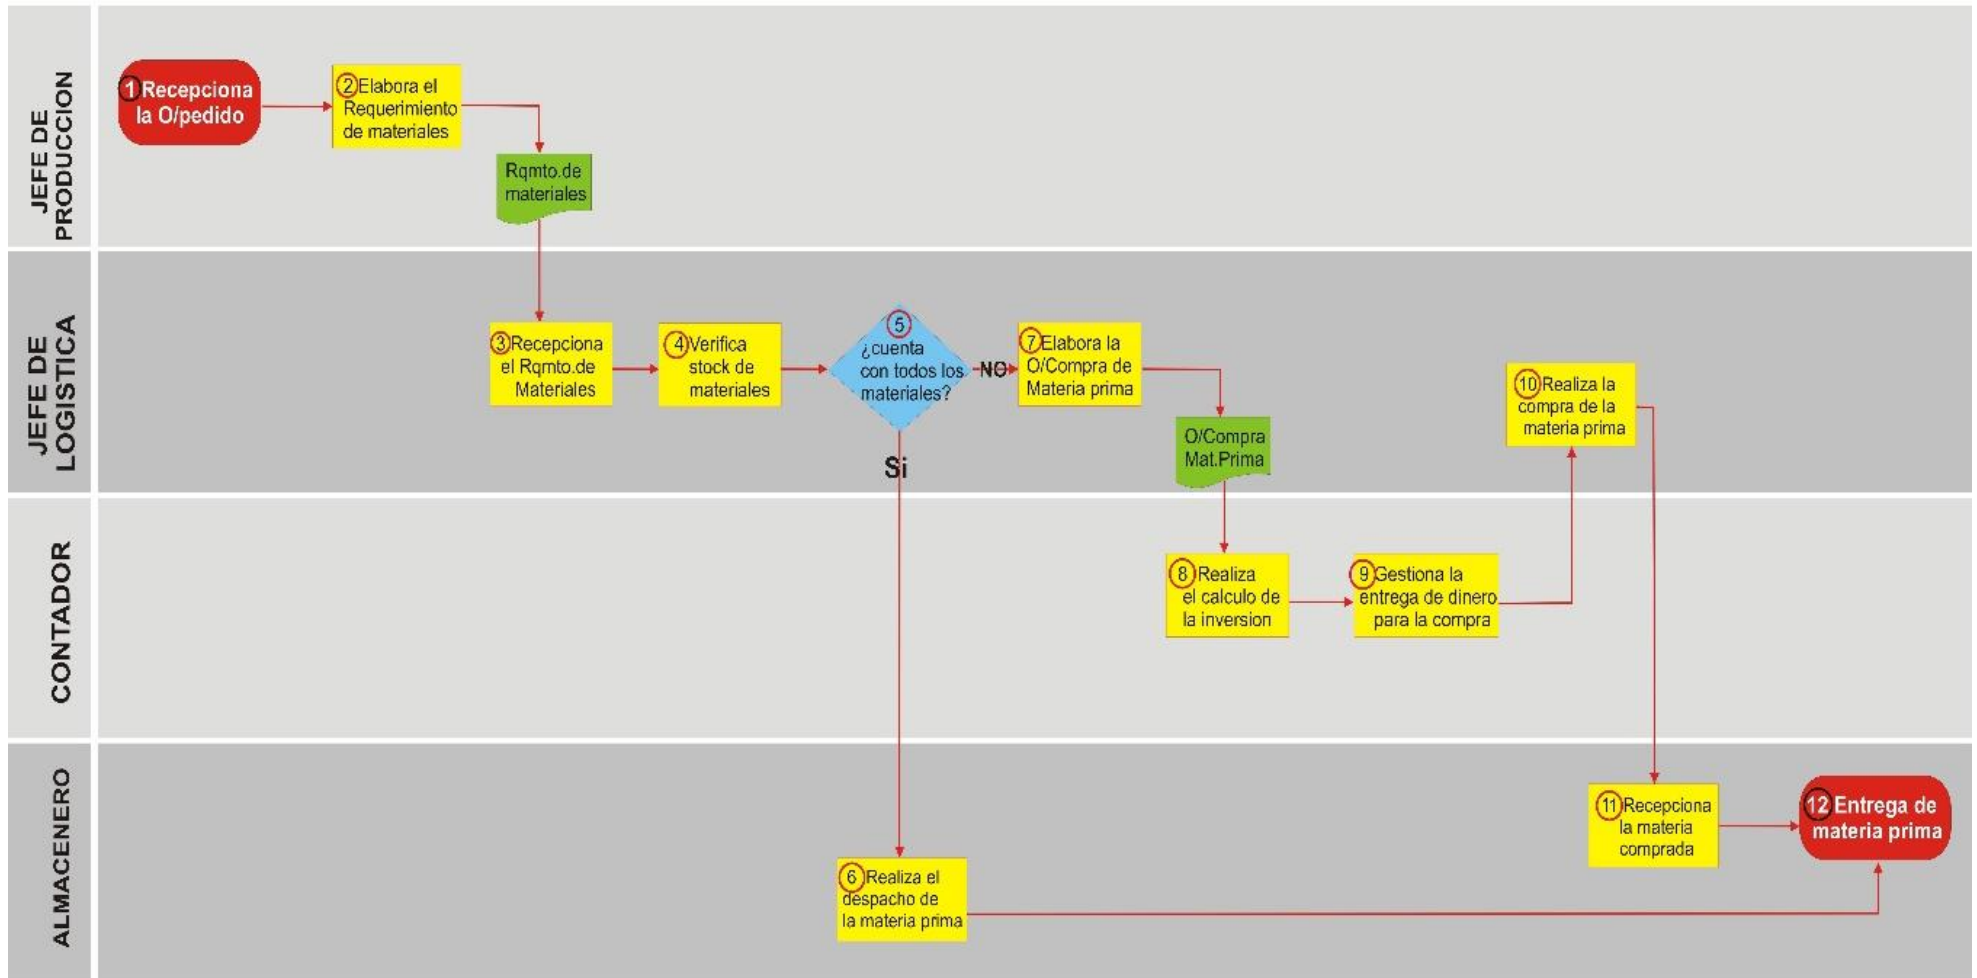 JEFE DE
PRODUCCION
1 Recepciona
la O/pedido
2 Elabora el
Requerimiento
de materiales
Rqmto.de
materiales
JEFE DE
LOGISTICA
3 Recepciona
el Rqmto.de
Materiales
4 Verifica
stock de
materiales
5
¿cuenta
con todos los
materiales?
NO
Si
7 Elabora la
O/Compra de
Materia prima
O/Compra
Mat.Prima
10 Realiza la
compra de la
materia prima
CONTADOR
8 Realiza
el calculo de
la inversion
9 Gestiona la
entrega de dinero
para la compra
ALMACENERO
6 Realiza el
despacho de
la materia prima
11 Recepciona
la materia
comprada
12 Entrega de
materia prima